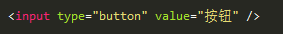 <input type="button" value="按钮" />